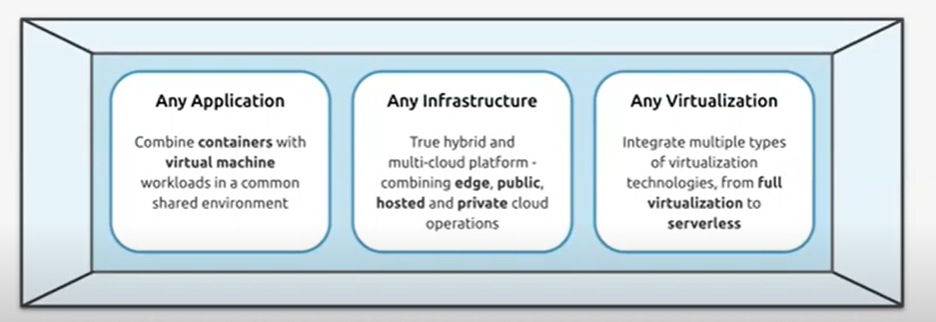 Any Application
Combine containers with
virtual machine
workloads in a common
shared environment
Any Infrastructure
True hybrid and
multi-cloud platform -
combining edge, public,
hosted and private cloud
operations
Any Virtualization
Integrate multiple types
of virtualization
technologies, from full
virtualization to
serverless